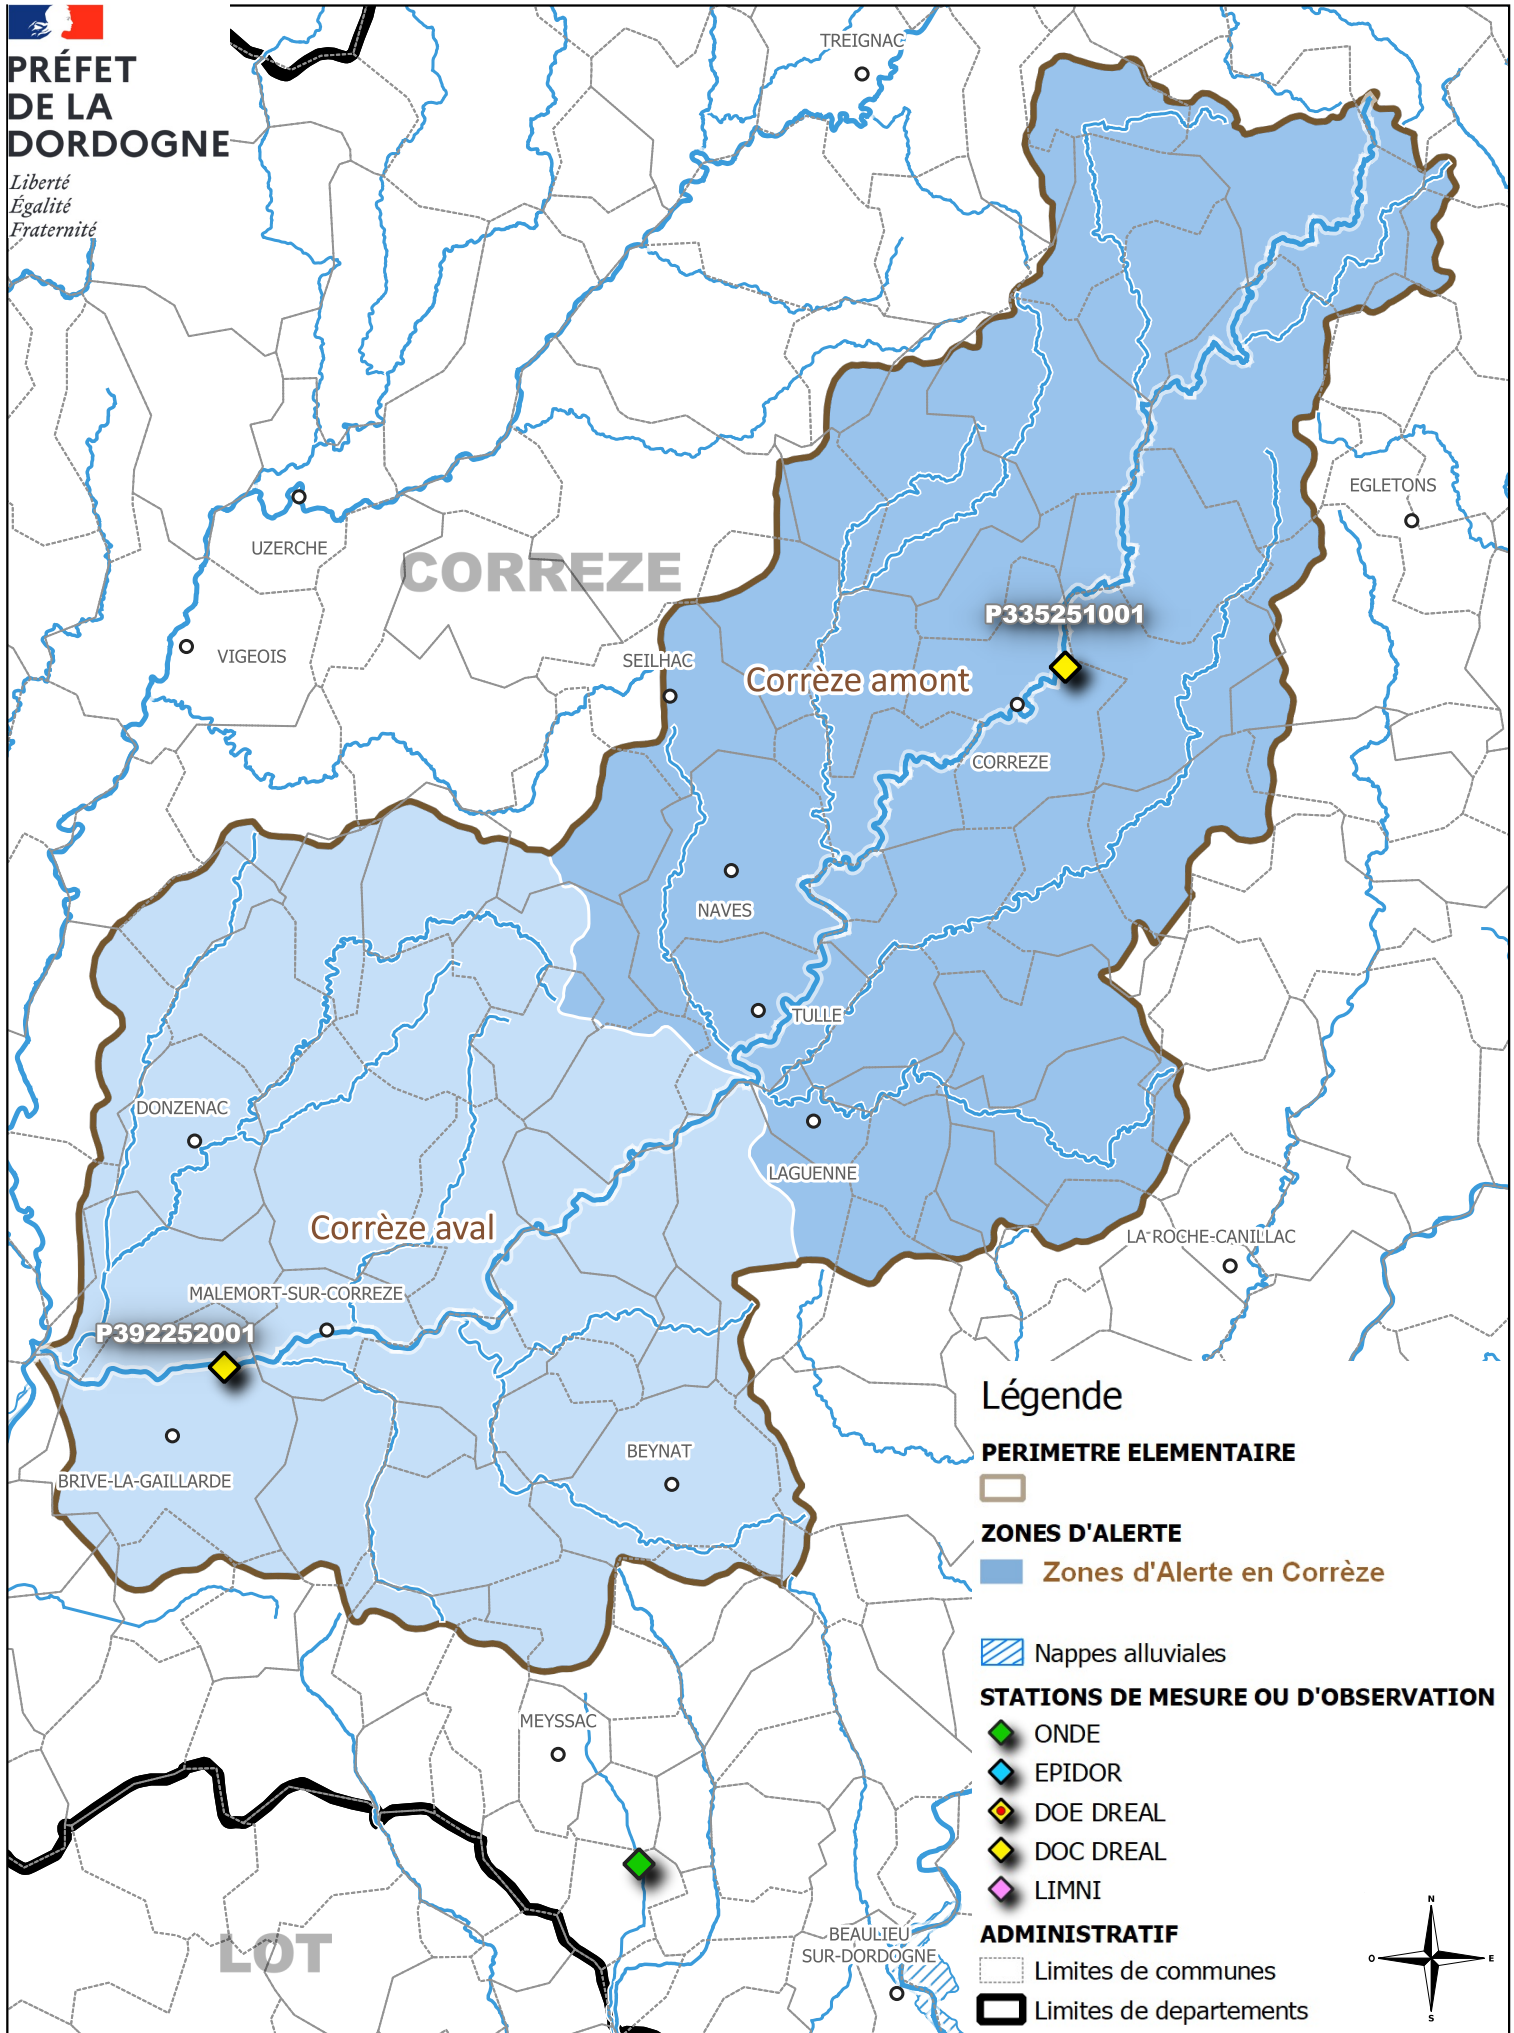 PRÉFET
DE LA
DORDOGNE
Liberté
Égalité
Fraternité
TREIGNAC
EGLETONS
UZERCHE
CORREZE
VIGEOIS
P335251001
SEILHAC
Corrèze amont
CORREZE
NAVES
TULLE
DONZENAC
LAGUENNE
Corrèze aval
LA-ROCHE-CANILLAC
MALEMORT-SUR-CORREZE
P392252001
BEYNAT
BRIVE-LA-GAILLARDE
MEYSSAC
BEAULIEU
SUR-DORDOGNE
LOT
Légende
PERIMETRE ELEMENTAIRE
ZONES D'ALERTE
Zones d'Alerte en Corrèze
Nappes alluviales
STATIONS DE MESURE OU D'OBSERVATION
ONDE
EPIDOR
DOE DREAL
DOC DREAL
LIMNI
ADMINISTRATIF
Limites de communes
Limites de departements
N
O
E
S